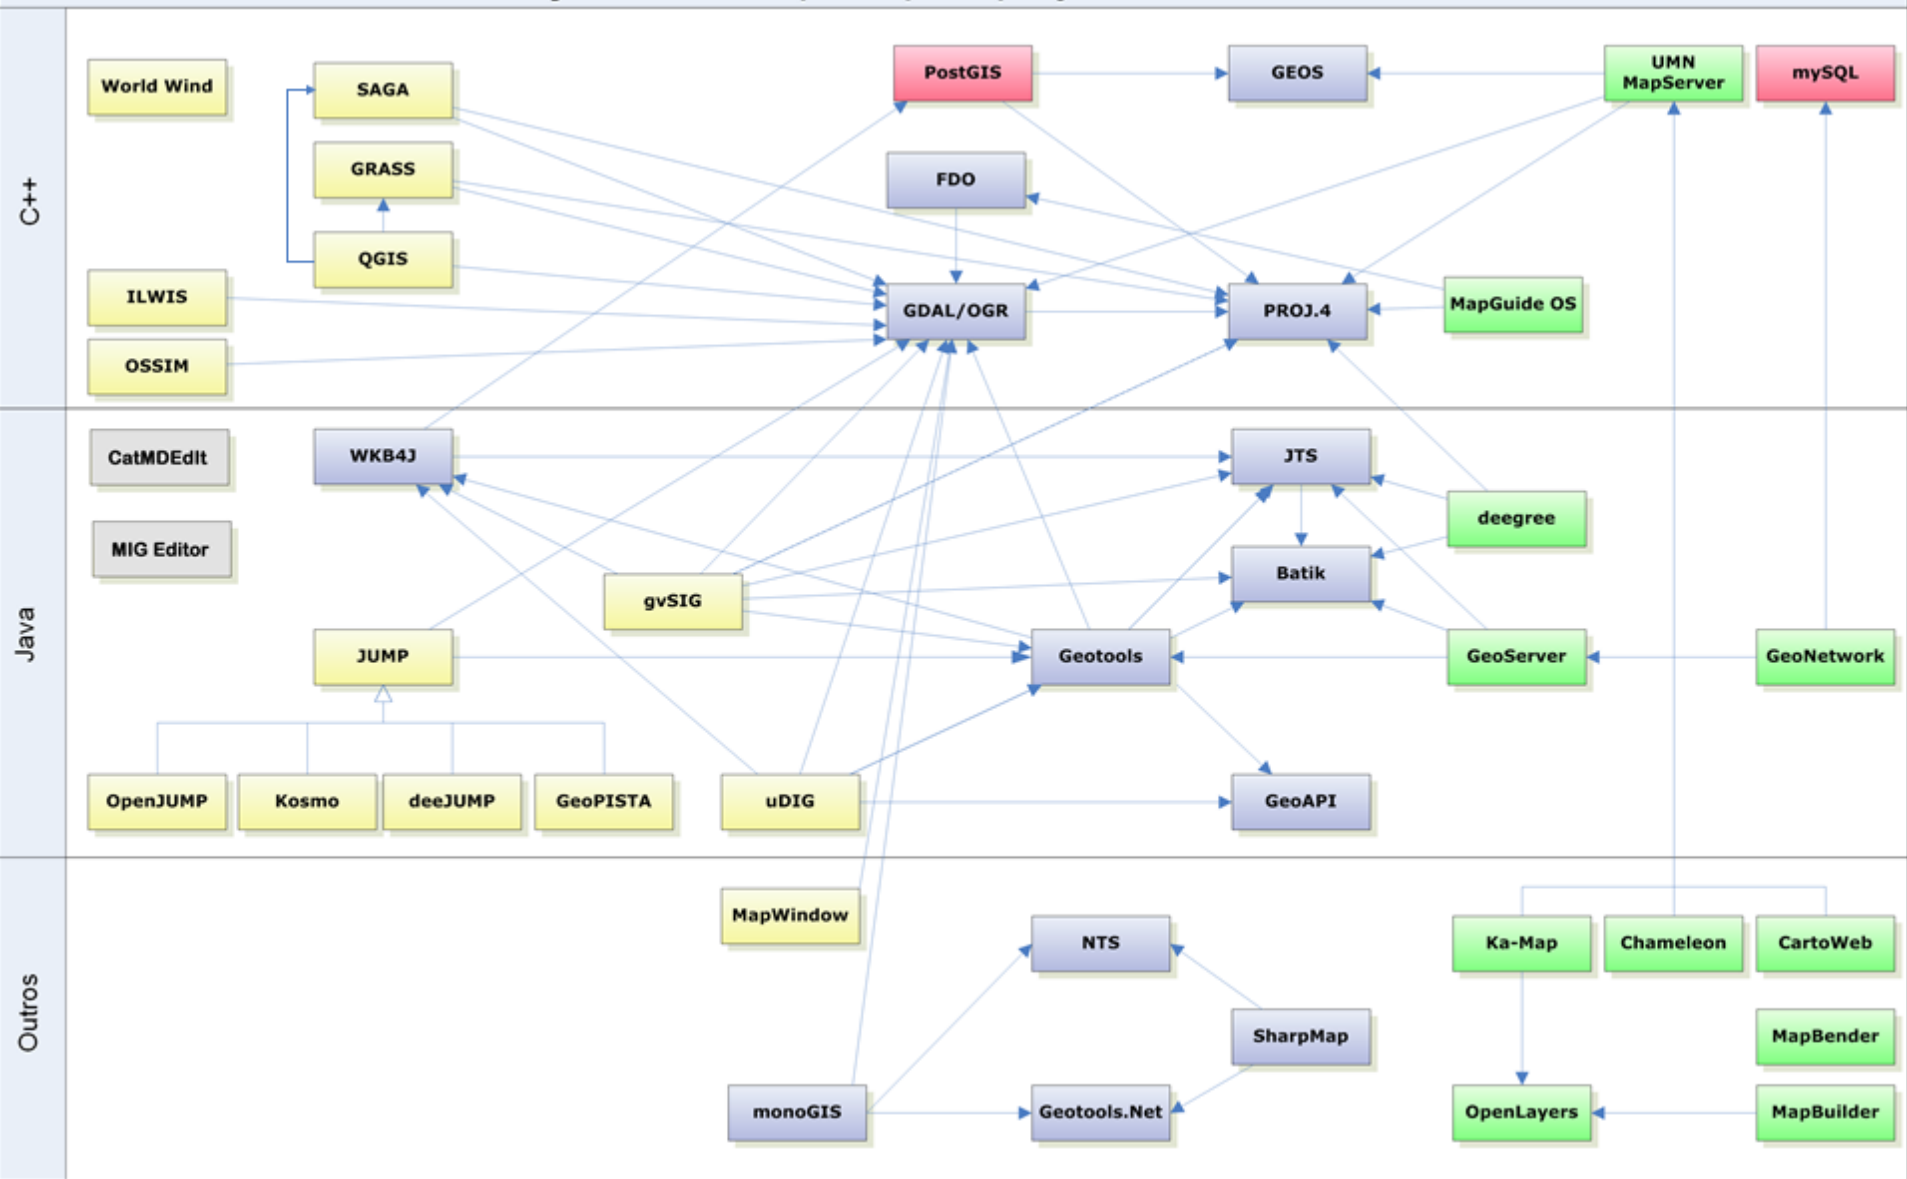 C++
World Wind
SAGA
PostGIS
GEOS
UMN
MapServer
mySQL
GRASS
FDO
QGIS
ILWIS
GDAL/OGR
PROJ.4
MapGuide OS
OSSIM
Java
CatMDEdIt
WKB4J
JTS
MIG Editor
deegree
Batik
gvSIG
JUMP
Geotools
GeoServer
GeoNetwork
OpenJUMP
Kosmo
deeJUMP
GeoPISTA
uDIG
GeoAPI
Outros
MapWindow
NTS
Ka-Map
Chameleon
CartoWeb
SharpMap
MapBender
monoGIS
Geotools.Net
OpenLayers
MapBuilder